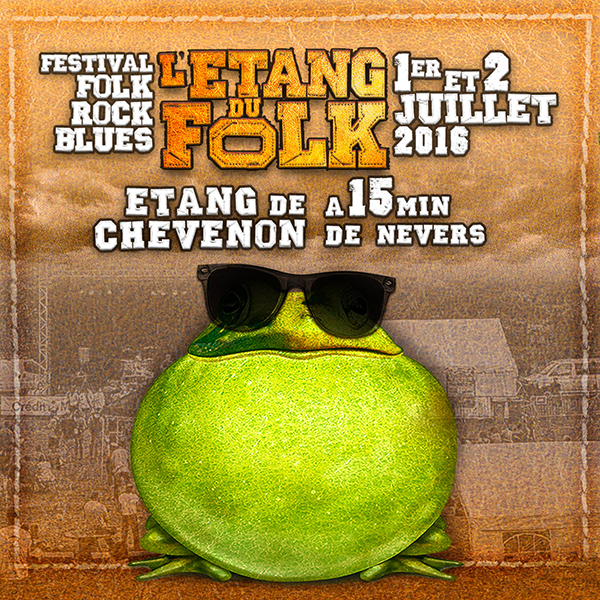 FESTIVAL
FOLK
ROCK
BLUES
L'ETANG
DU
FOLK
1ER ET 2
JUILLET
2016
ETANG DE
CHEVENON
A 15 MIN
DE NEVERS
Crédit